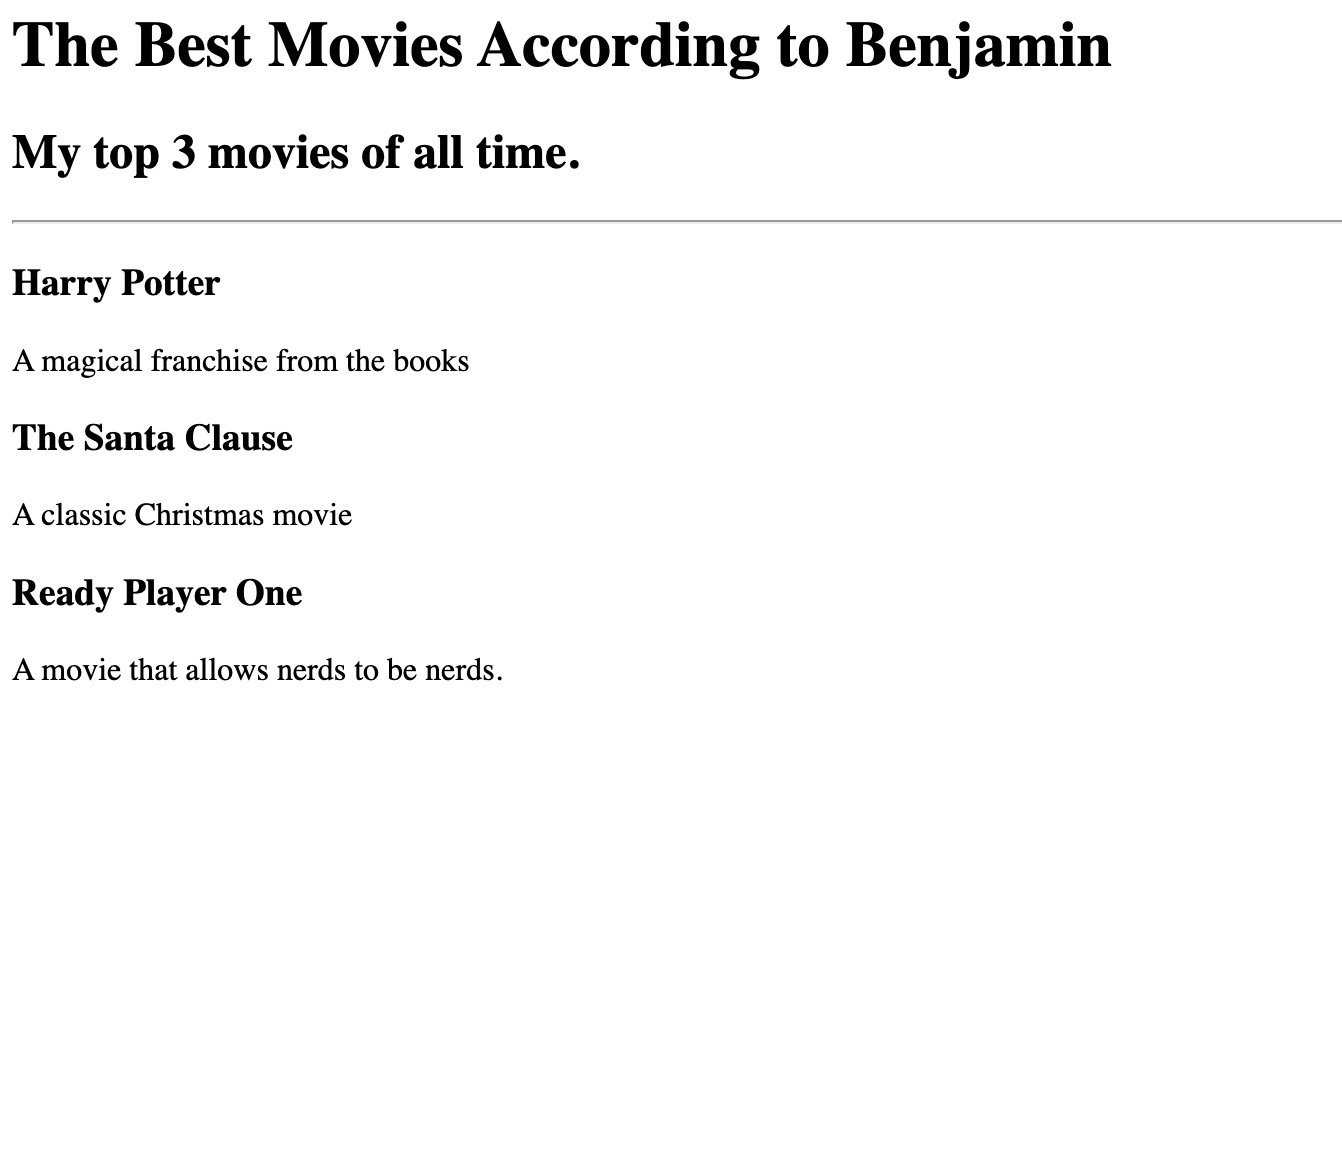 The Best Movies According to Benjamin
My top 3 movies of all time.
Harry Potter
A magical franchise from the books
The Santa Clause
A classic Christmas movie
Ready Player One
A movie that allows nerds to be nerds.